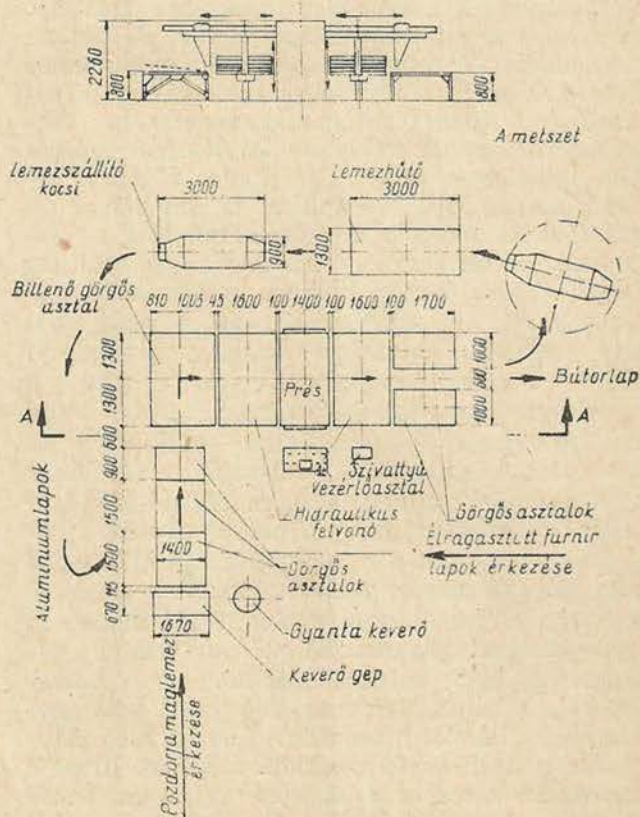 2260
800
800
A metszet
Lemezszállító
kocsi
3000
900
Lemezhűtő
3000
1300
Billenő görgős
asztal
810 1005 45 1600 100 1400 100 1600 100 1700
1300
1300
600
900
1500
1500
115
670
Prés
1000
600
1000
Bútorlap
A
A
Szivattyú
Vezérlőasztal
Hidraulikus
felvonó
Görgős asztalok
Élragasztott furnir
lapok érkezése
Alumíniumlapok
1400
Görgős
asztalok
1670
Gyanta keverő
Keverő gép
Pozdorjamaglemez
érkezése